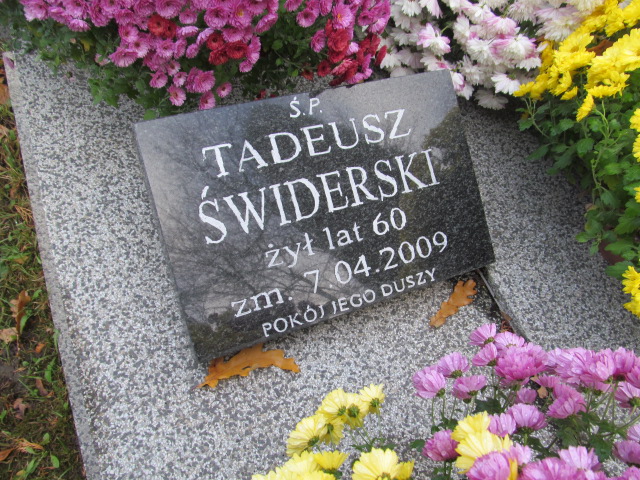 Ś.P.
TADEUSZ
ŚWIDERSKI
żył lat 60
zm. 7 04.2009
POKÓJ JEGO DUSZY